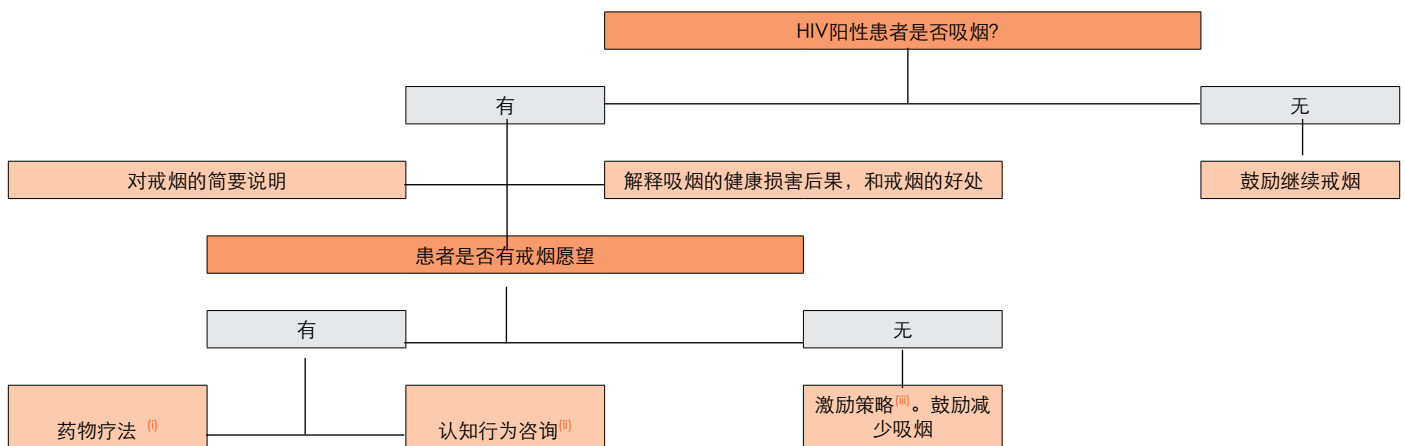 HIV阳性患者是否吸烟?
有
无
对戒烟的简要说明
解释吸烟的健康损害后果，和戒烟的好处
鼓励继续戒烟
患者是否有戒烟愿望
有
无
药物疗法 (i)
认知行为咨询(ii)
激励策略(iii)。鼓励减
少吸烟